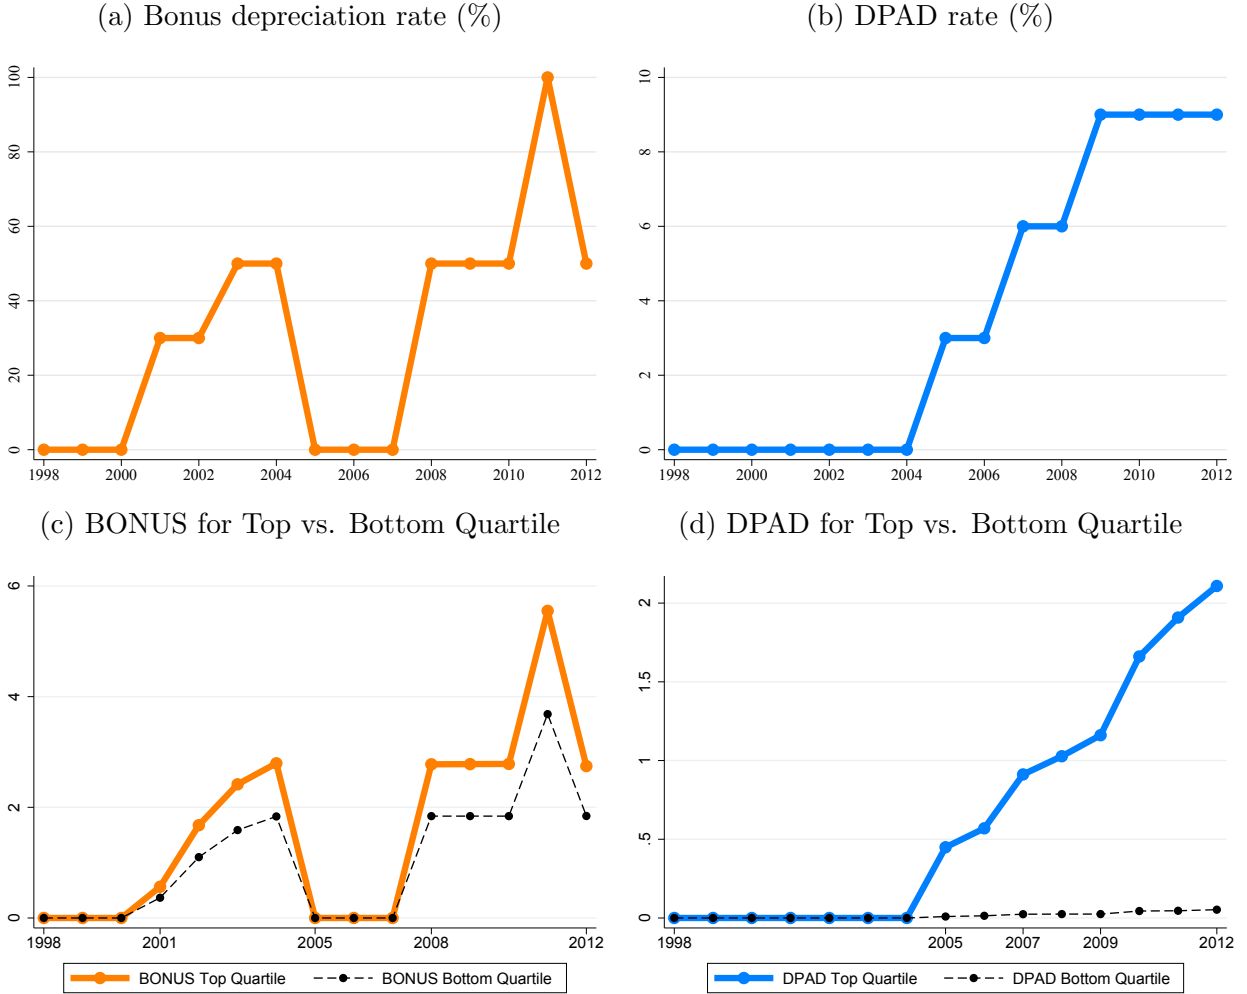 (a) Bonus depreciation rate (%)
100
80
60
40
20
0
1998 2000 2002 2004 2006 2008 2010 2012
(b) DPAD rate (%)
10
8
6
4
2
0
1998 2000 2002 2004 2006 2008 2010 2012
(c) BONUS for Top vs. Bottom Quartile
6
4
2
0
1998 2001 2005 2008 2012
BONUS Top Quartile BONUS Bottom Quartile
(d) DPAD for Top vs. Bottom Quartile
2
1.5
1
.5
0
1998 2005 2007 2009 2012
DPAD Top Quartile DPAD Bottom Quartile